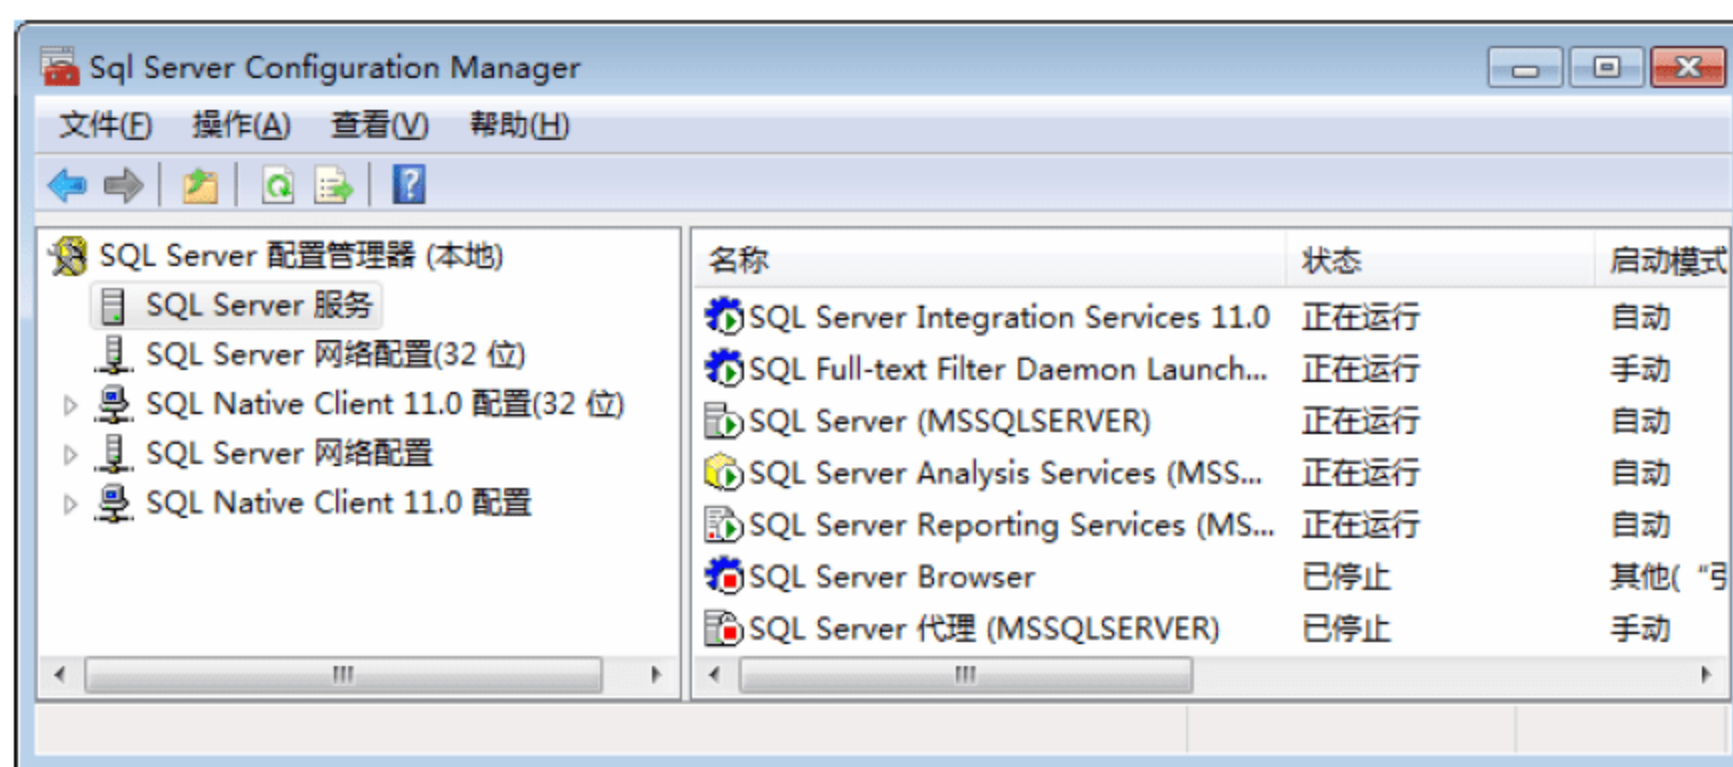 Sql Server Configuration Manager
文件(F) 操作(A) 查看(V) 帮助(H)
SQL Server 配置管理器 (本地)
SQL Server 服务
SQL Server 网络配置(32 位)
SQL Native Client 11.0 配置(32 位)
SQL Server 网络配置
SQL Native Client 11.0 配置
名称 状态 启动模式
SQL Server Integration Services 11.0 正在运行 自动
SQL Full-text Filter Daemon Launch... 正在运行 手动
SQL Server (MSSQLSERVER) 正在运行 自动
SQL Server Analysis Services (MSS... 正在运行 自动
SQL Server Reporting Services (MS... 正在运行 自动
SQL Server Browser 已停止 其他( “引
SQL Server 代理 (MSSQLSERVER) 已停止 手动